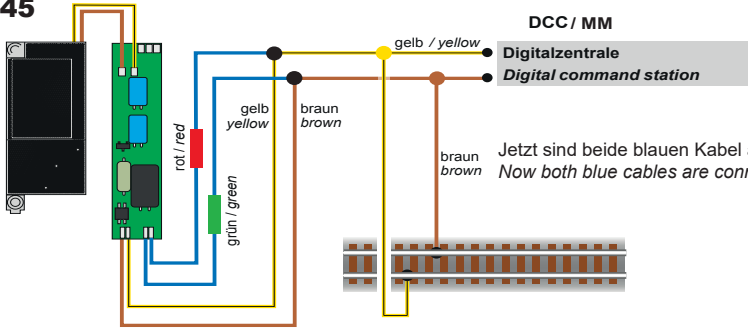 45
DCC / MM
gelb / yellow
Digitalzentrale
Digital command station
gelb
yellow
braun
brown
rot / red
grün / green
braun
brown
Jetzt sind beide blauen Kabel
Now both blue cables are